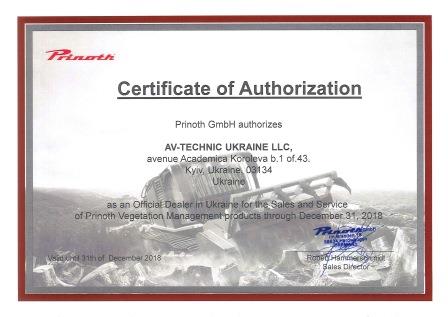 Prinoth
Certificate of Authorization
Prinoth GmbH authorizes
AV-TECHNIC UKRAINE LLC,
avenue Academica Koroleva b.1 of.43.
Kyiv, Ukraine, 03134
Ukraine
as an Official Dealer in Ukraine for the Sales and Service
of Prinoth Vegetation Management products through December 31, 2018
Prinoth GmbH
Valid until 31th of December 2018
Robert
Sales Director